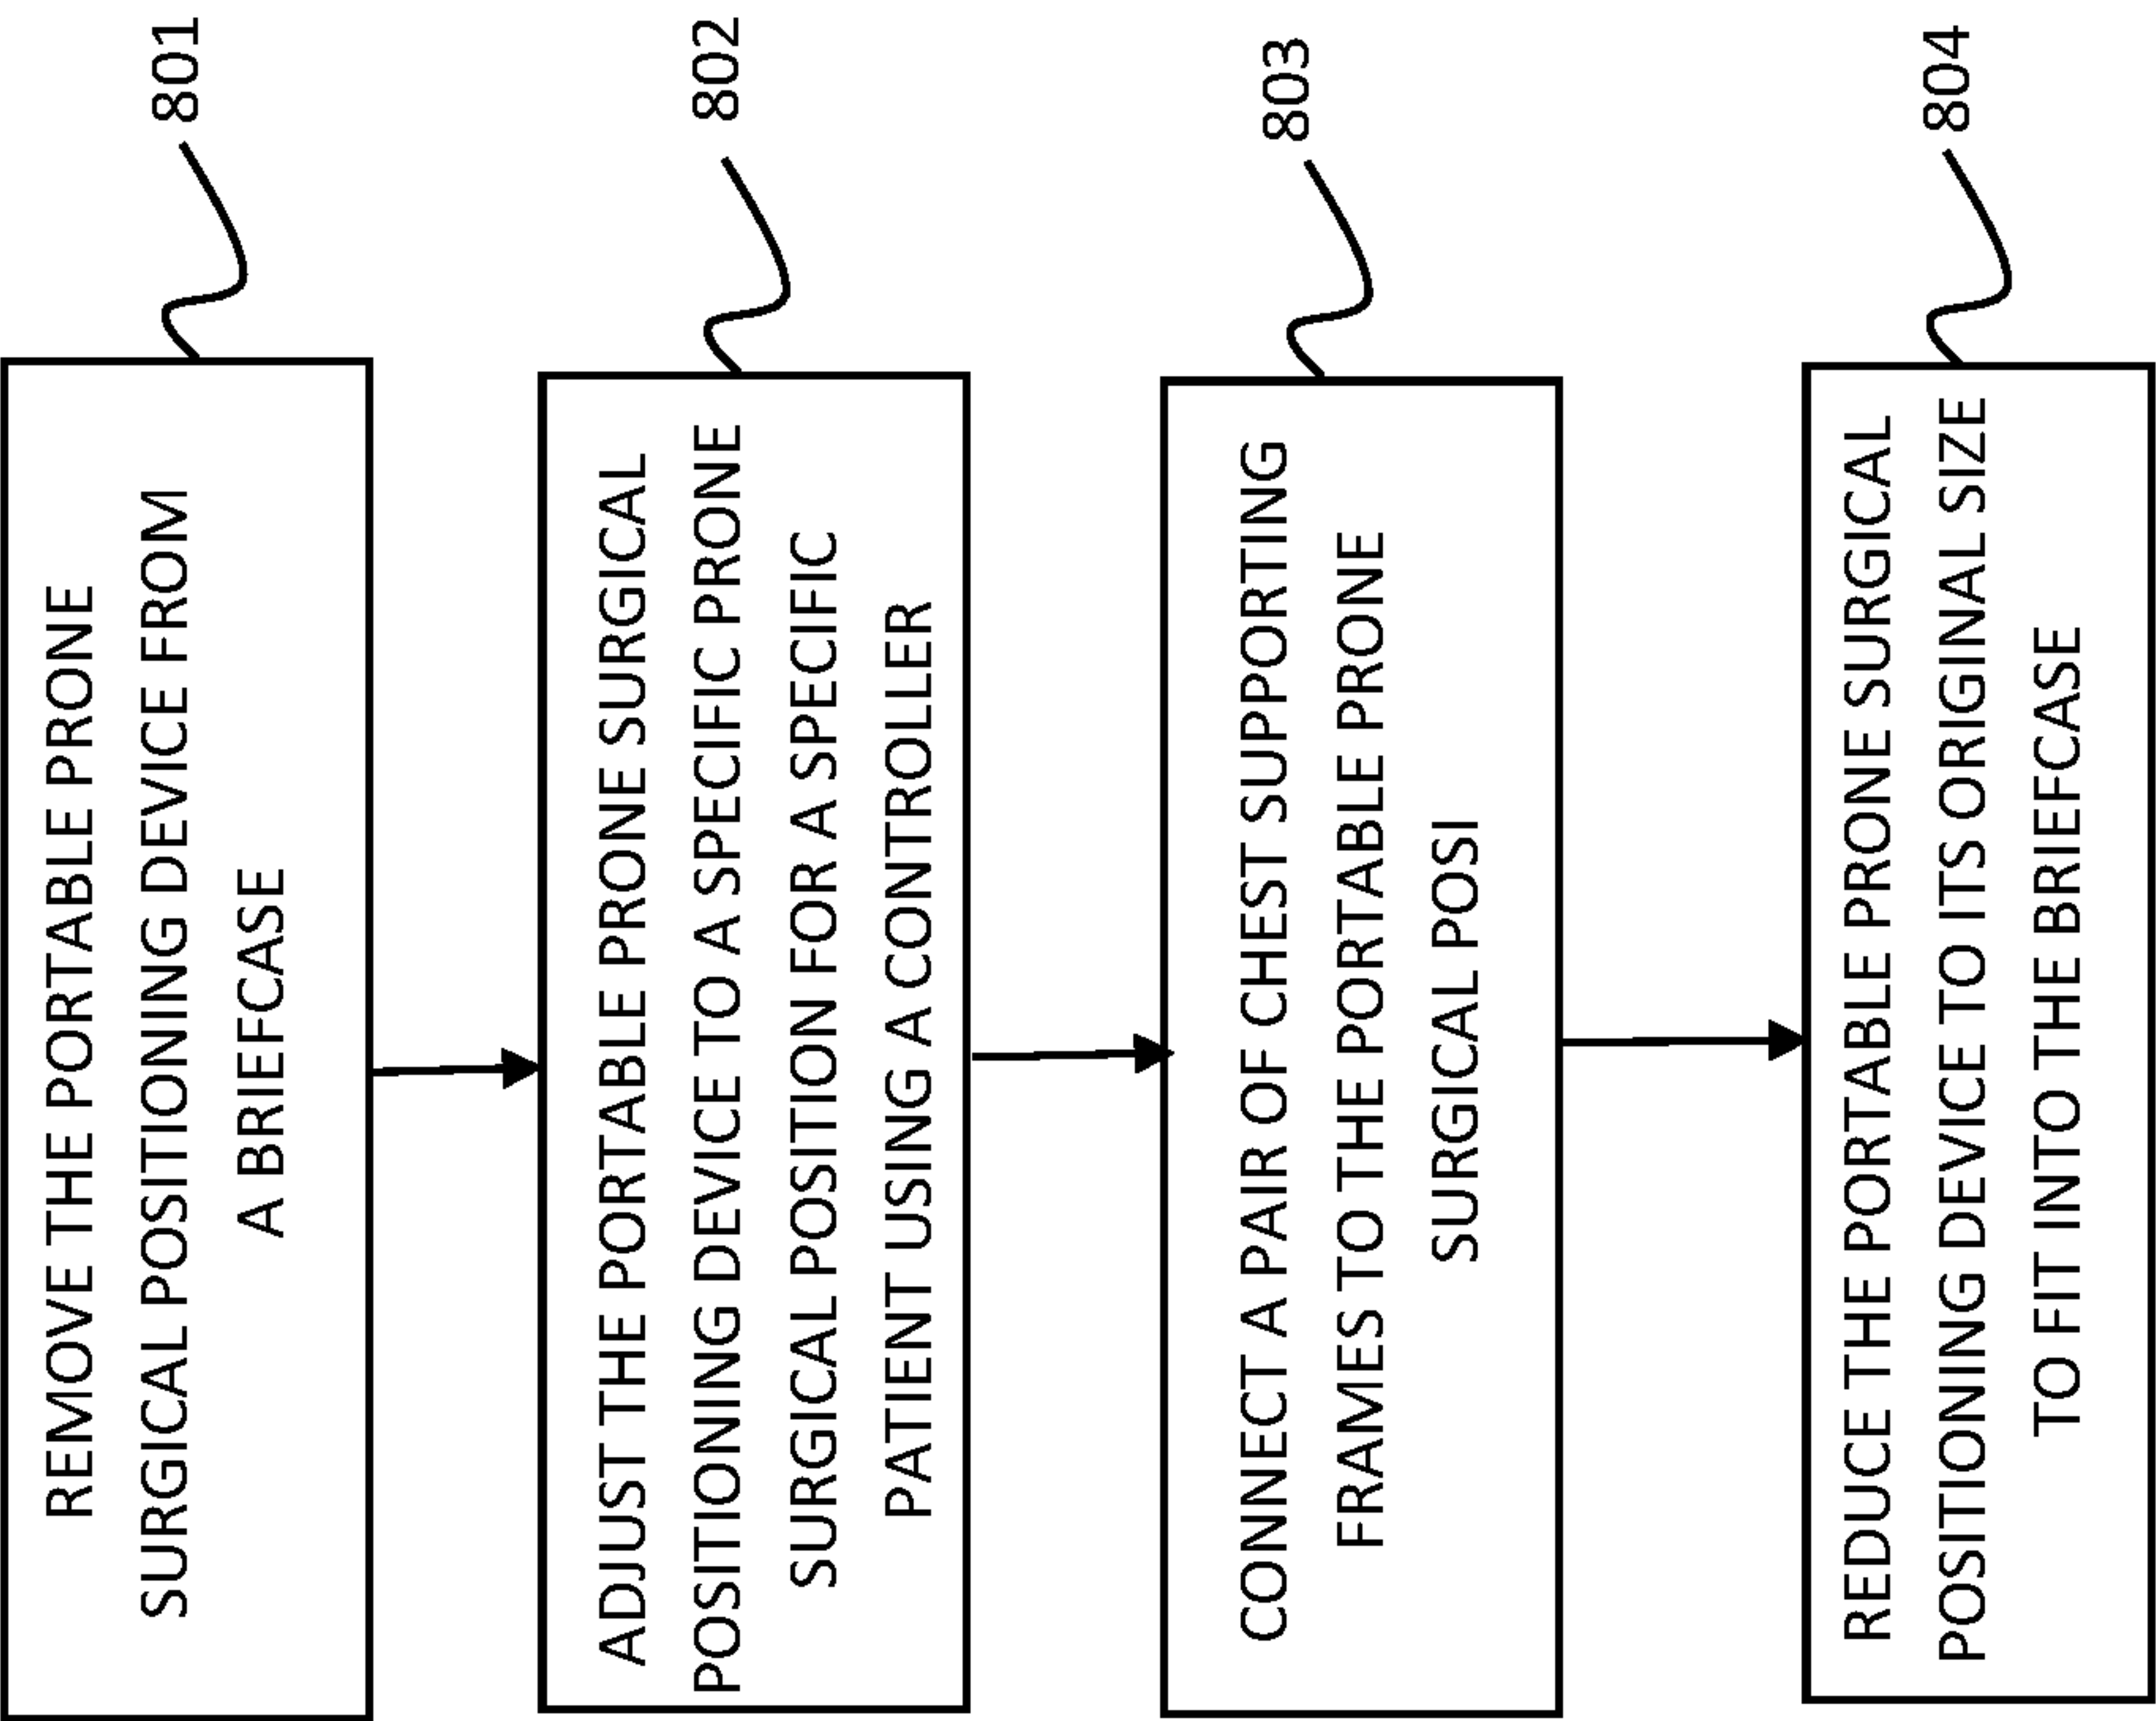 REMOVE THE PORTABLE PRONE
SURGICAL POSITIONING DEVICE FROM
A BRIEFCASE
801
ADJUST THE PORTABLE PRONE SURGICAL
POSITIONING DEVICE TO A SPECIFIC PRONE
SURGICAL POSITION FOR A SPECIFIC
PATIENT USING A CONTROLLER
802
CONNECT A PAIR OF CHEST SUPPORTING
FRAMES TO THE PORTABLE PRONE
SURGICAL POSI
803
REDUCE THE PORTABLE PRONE SURGICAL
POSITIONING DEVICE TO ITS ORIGINAL SIZE
TO FIT INTO THE BRIEFCASE
804